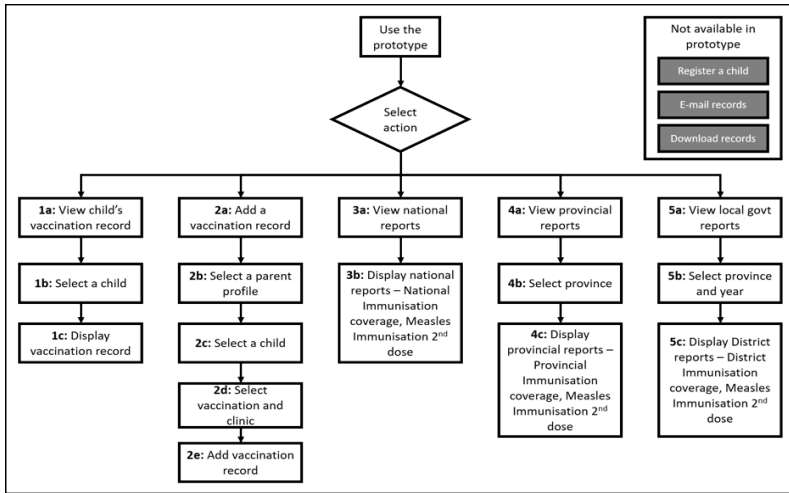 Use the
prototype
Select
action
Not available in
prototype
Register a child
E-mail records
Download records
1a: View child's
vaccination record
1b: Select a child
1c: Display
vaccination record
2a: Add a
vaccination record
2b: Select a parent
profile
2c: Select a child
2d: Select
vaccination and
clinic
2e: Add vaccination
record
3a: View national
reports
3b: Display national
reports – National
Immunisation
coverage, Measles
Immunisation 2nd
dose
4a: View provincial
reports
4b: Select province
4c: Display
provincial reports –
Provincial
Immunisation
coverage, Measles
Immunisation 2nd
dose
5a: View local govt
reports
5b: Select province
and year
5c: Display District
reports – District
Immunisation
coverage, Measles
Immunisation 2nd
dose